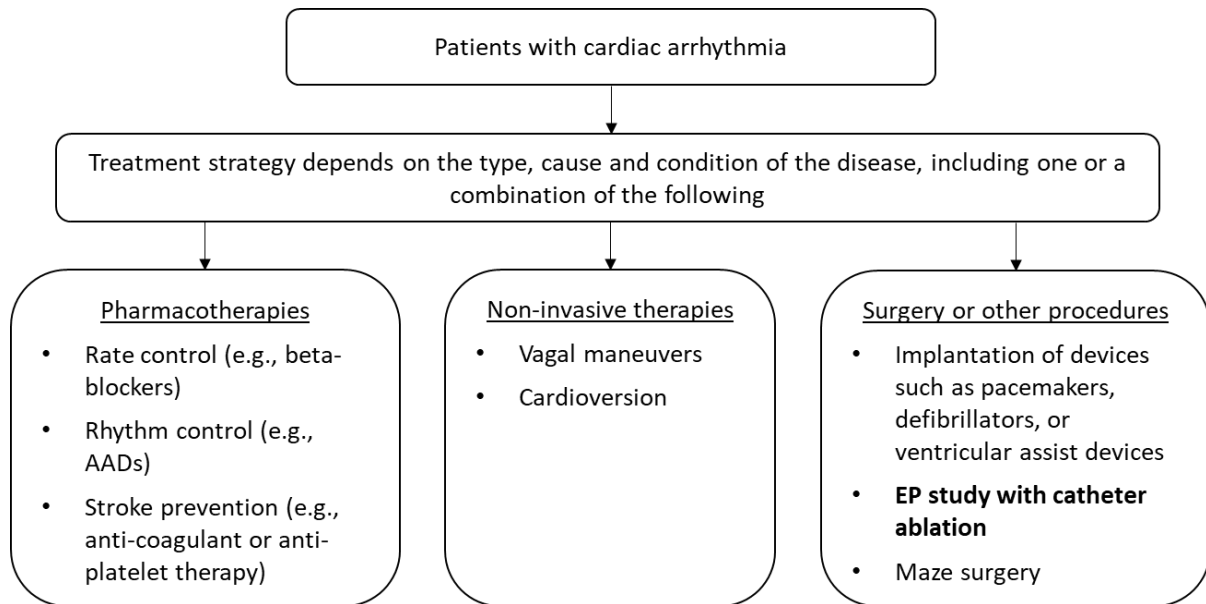 Patients with cardiac arrhythmia
Treatment strategy depends on the type, cause and condition of the disease, including one or a
combination of the following
Pharmacotherapies
• Rate control (e.g., beta-
blockers)
• Rhythm control (e.g.,
AADs)
• Stroke prevention (e.g.,
anti-coagulant or anti-
platelet therapy)
Non-invasive therapies
• Vagal maneuvers
• Cardioversion
Surgery or other procedures
• Implantation of devices
such as pacemakers,
defibrillators, or
ventricular assist devices
• EP study with catheter
ablation
• Maze surgery